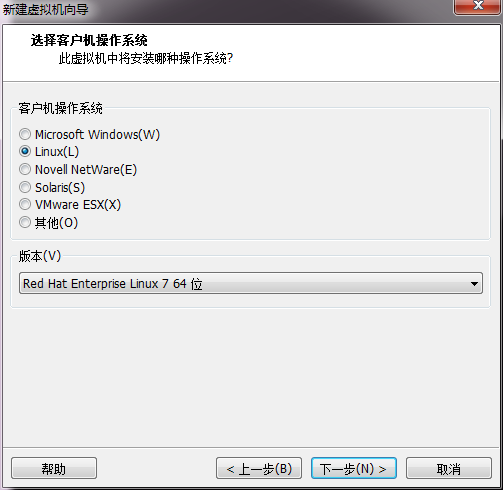 新建虚拟机向导
选择客户机操作系统
此虚拟机中将安装哪种操作系统?
客户机操作系统
Microsoft Windows(W)
Linux(L)
Novell NetWare(E)
Solaris(S)
VMware ESX(X)
其他(O)
版本(V)
Red Hat Enterprise Linux 7 64 位
帮助
< 上一步(B)
下一步(N) >
取消